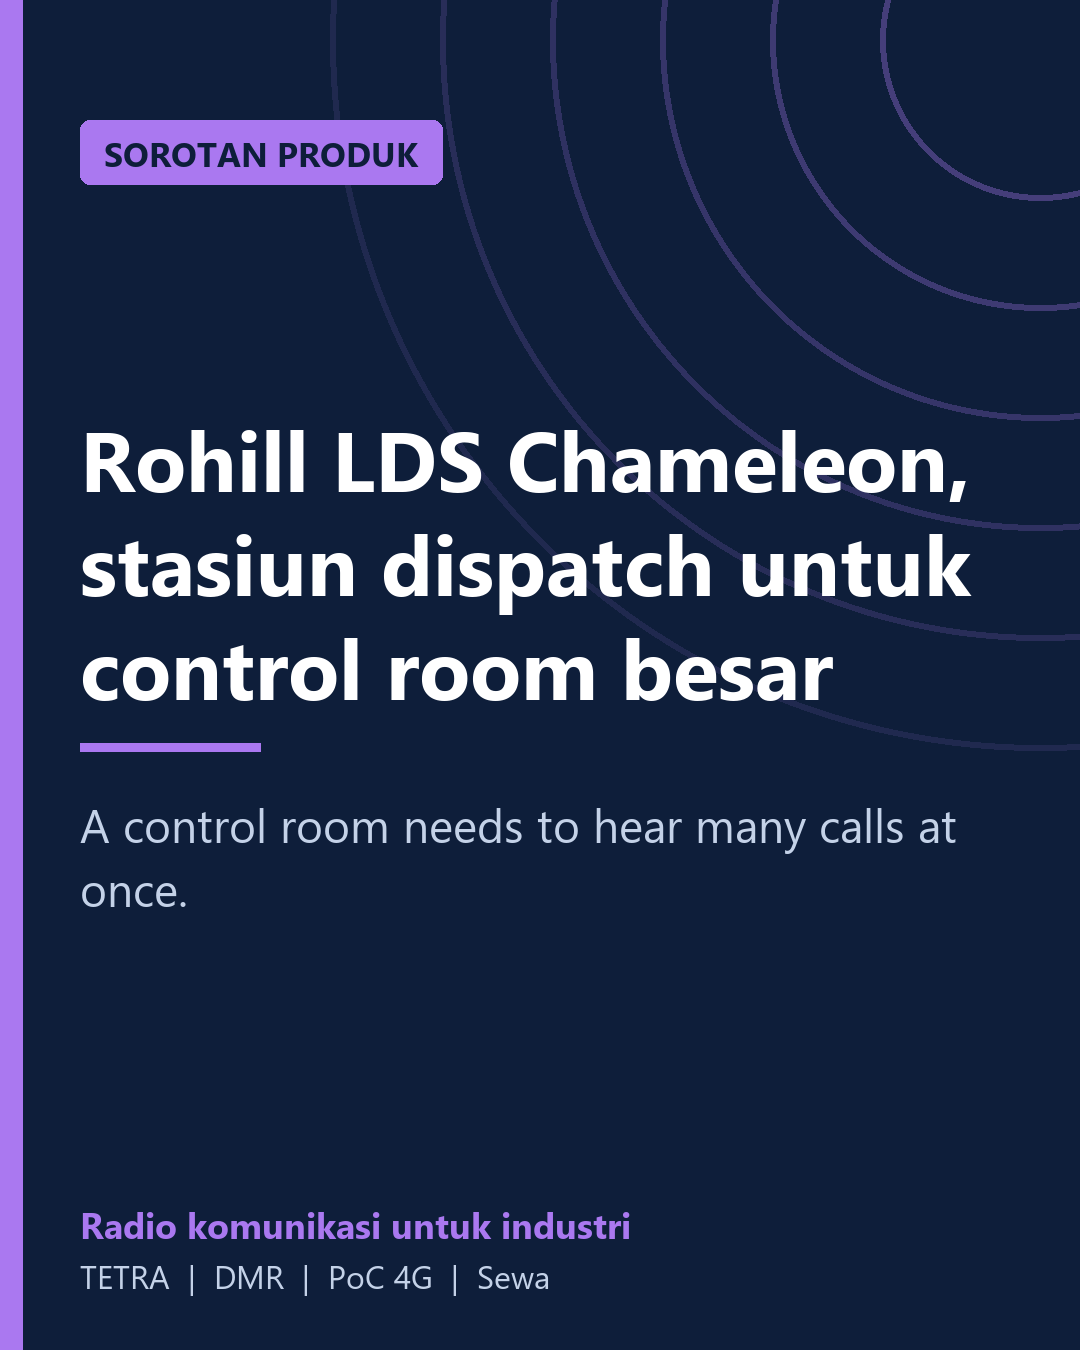 SOROTAN PRODUK
Rohill LDS Chameleon,
stasiun dispatch untuk
control room besar
A control room needs to hear many calls at
once.
Radio komunikasi untuk industri
TETRA | DMR | PoC 4G | Sewa